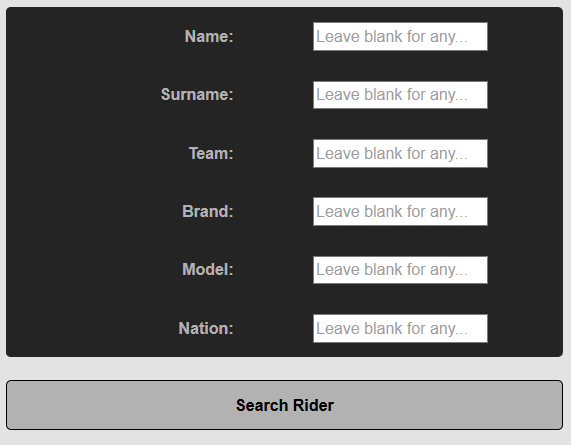 Name: Leave blank for any...
Surname: Leave blank for any...
Team: Leave blank for any...
Brand: Leave blank for any...
Model: Leave blank for any...
Nation: Leave blank for any...
Search Rider